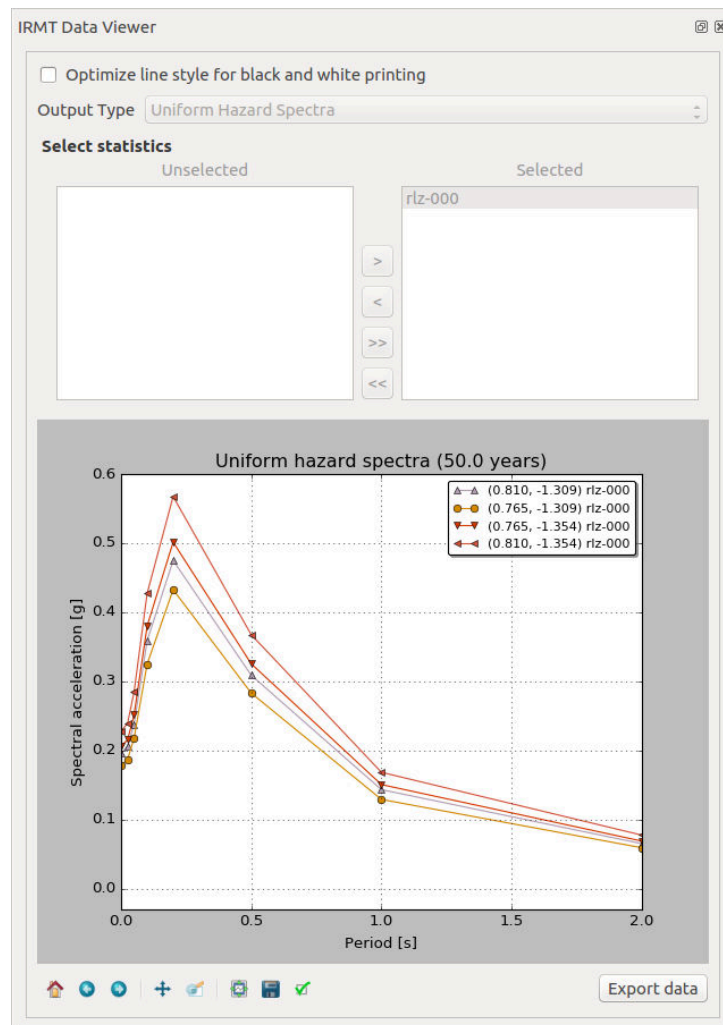 IRMT Data Viewer
Optimize line style for black and white printing
Output Type Uniform Hazard Spectra
Select statistics
Unselected Selected
rlz-000
>
<
>>
<<
Uniform hazard spectra (50.0 years)
(0.810, -1.309) rlz-000
(0.765, -1.309) rlz-000
(0.765, -1.354) rlz-000
(0.810, -1.354) rlz-000
Spectral acceleration [g]
0.6
0.5
0.4
0.3
0.2
0.1
0.0
0.0 0.5 1.0 1.5 2.0
Period [s]
Export data